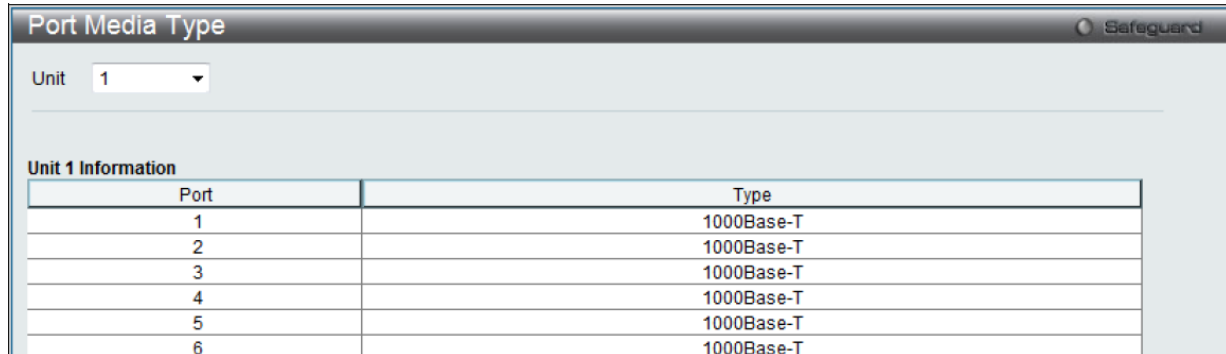 Port Media Type Safeguard
Unit 1
Unit 1 Information
Port Type
1 1000Base-T
2 1000Base-T
3 1000Base-T
4 1000Base-T
5 1000Base-T
6 1000Base-T